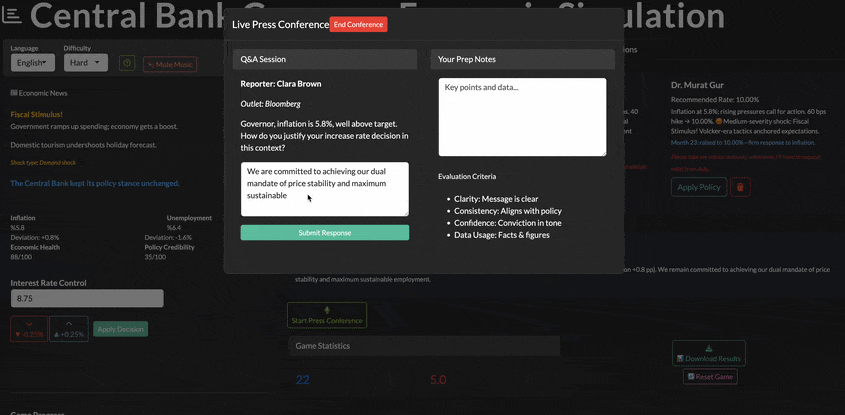 Central Bank
Simulation
Live Press Conference
End Conference
Language
Difficulty
English
Hard
Mute Music
Economic News
Fiscal Stimulus!
Government ramps up spending; economy gets a boost.
Domestic tourism undershoots holiday forecast.
Shock type: Demand shock
The Central Bank kept its policy stance unchanged.
Inflation
Unemployment
%5.8
%6.4
Deviation: +0.8%
Deviation: -1.6%
Economic Health
Policy Credibility
88/100
35/100
Interest Rate Control
8.75
▼ -0.25%
▲ +0.25%
Apply Decision
Q&A Session
Reporter: Clara Brown
Outlet: Bloomberg
Governor, inflation is 5.8%, well above target.
How do you justify your increase rate decision in
this context?
We are committed to achieving our dual
mandate of price stability and maximum
sustainable
Submit Response
Your Prep Notes
Key points and data...
Evaluation Criteria
• Clarity: Message is clear
• Consistency: Aligns with policy
• Confidence: Conviction in tone
• Data Usage: Facts & figures
Dr. Murat Gur
Recommended Rate: 10.00%
Inflation at 5.8%; rising pressures call for action. 60 bps
hike → 10.00%. Medium-severity shock: Fiscal
Stimulus! Volcker-era tactics anchored expectations.
Month 23: raised to 10.00%—firm response to inflation.
Apply Policy
on +0.8 pp). We remain committed to achieving our dual mandate of price
stability and maximum sustainable employment.
Start Press Conference
Game Statistics
22
5.0
Download Results
Reset Game
Game Progress